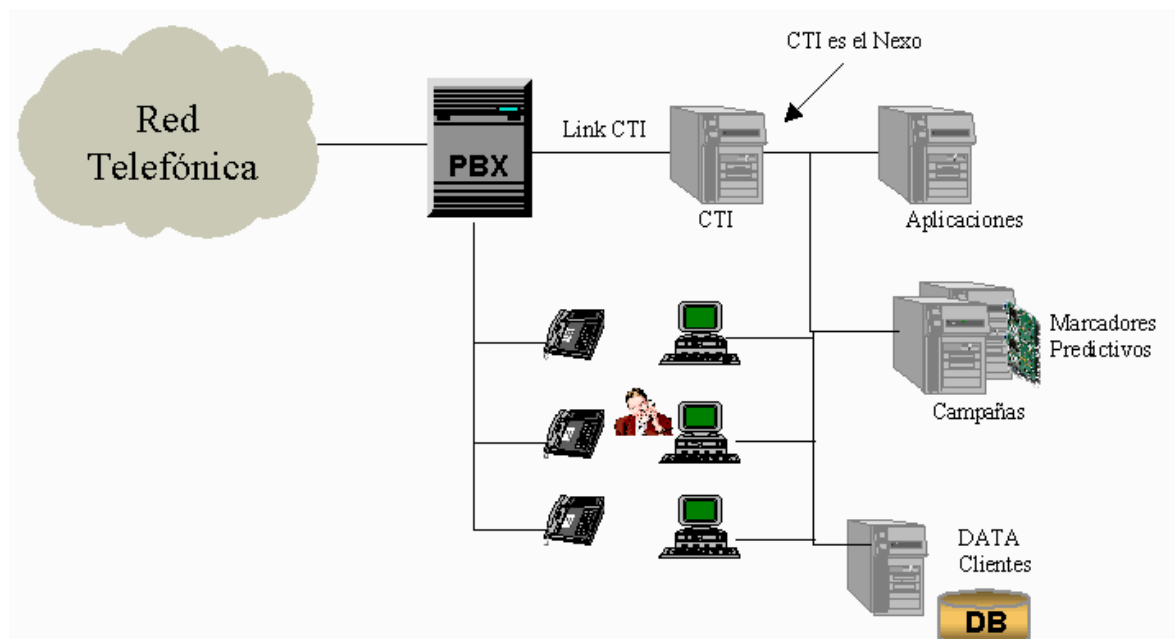 CTI es el Nexo
Red
Telefónica
Link CTI
PBX
CTI
Aplicaciones
Marcadores
Predictivos
Campañas
DATA
Clientes
DB